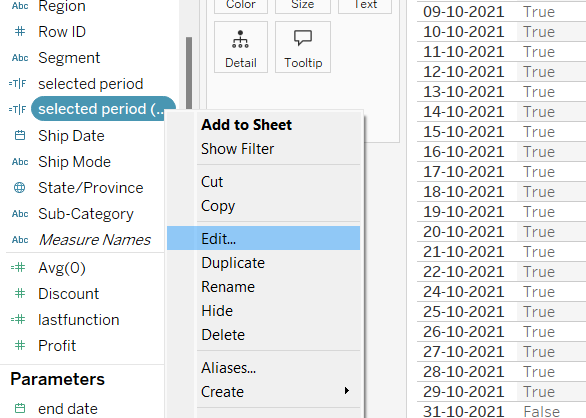 Abc Region
# Row ID
Abc Segment
=T|F selected period
=T|F selected period (...
Ship Date
Abc Ship Mode
State/Province
Abc Sub-Category
Abc Measure Names
=# Avg(0)
# Discount
=# lastfunction
# Profit
Parameters
end date
Color
Size
Text
Detail
Tooltip
Add to Sheet
Show Filter
Cut
Copy
Edit...
Duplicate
Rename
Hide
Delete
Aliases...
Create
09-10-2021 True
10-10-2021 True
11-10-2021 True
12-10-2021 True
13-10-2021 True
14-10-2021 True
15-10-2021 True
16-10-2021 True
17-10-2021 True
18-10-2021 True
19-10-2021 True
20-10-2021 True
21-10-2021 True
22-10-2021 True
24-10-2021 True
25-10-2021 True
26-10-2021 True
27-10-2021 True
28-10-2021 True
29-10-2021 True
31-10-2021 False